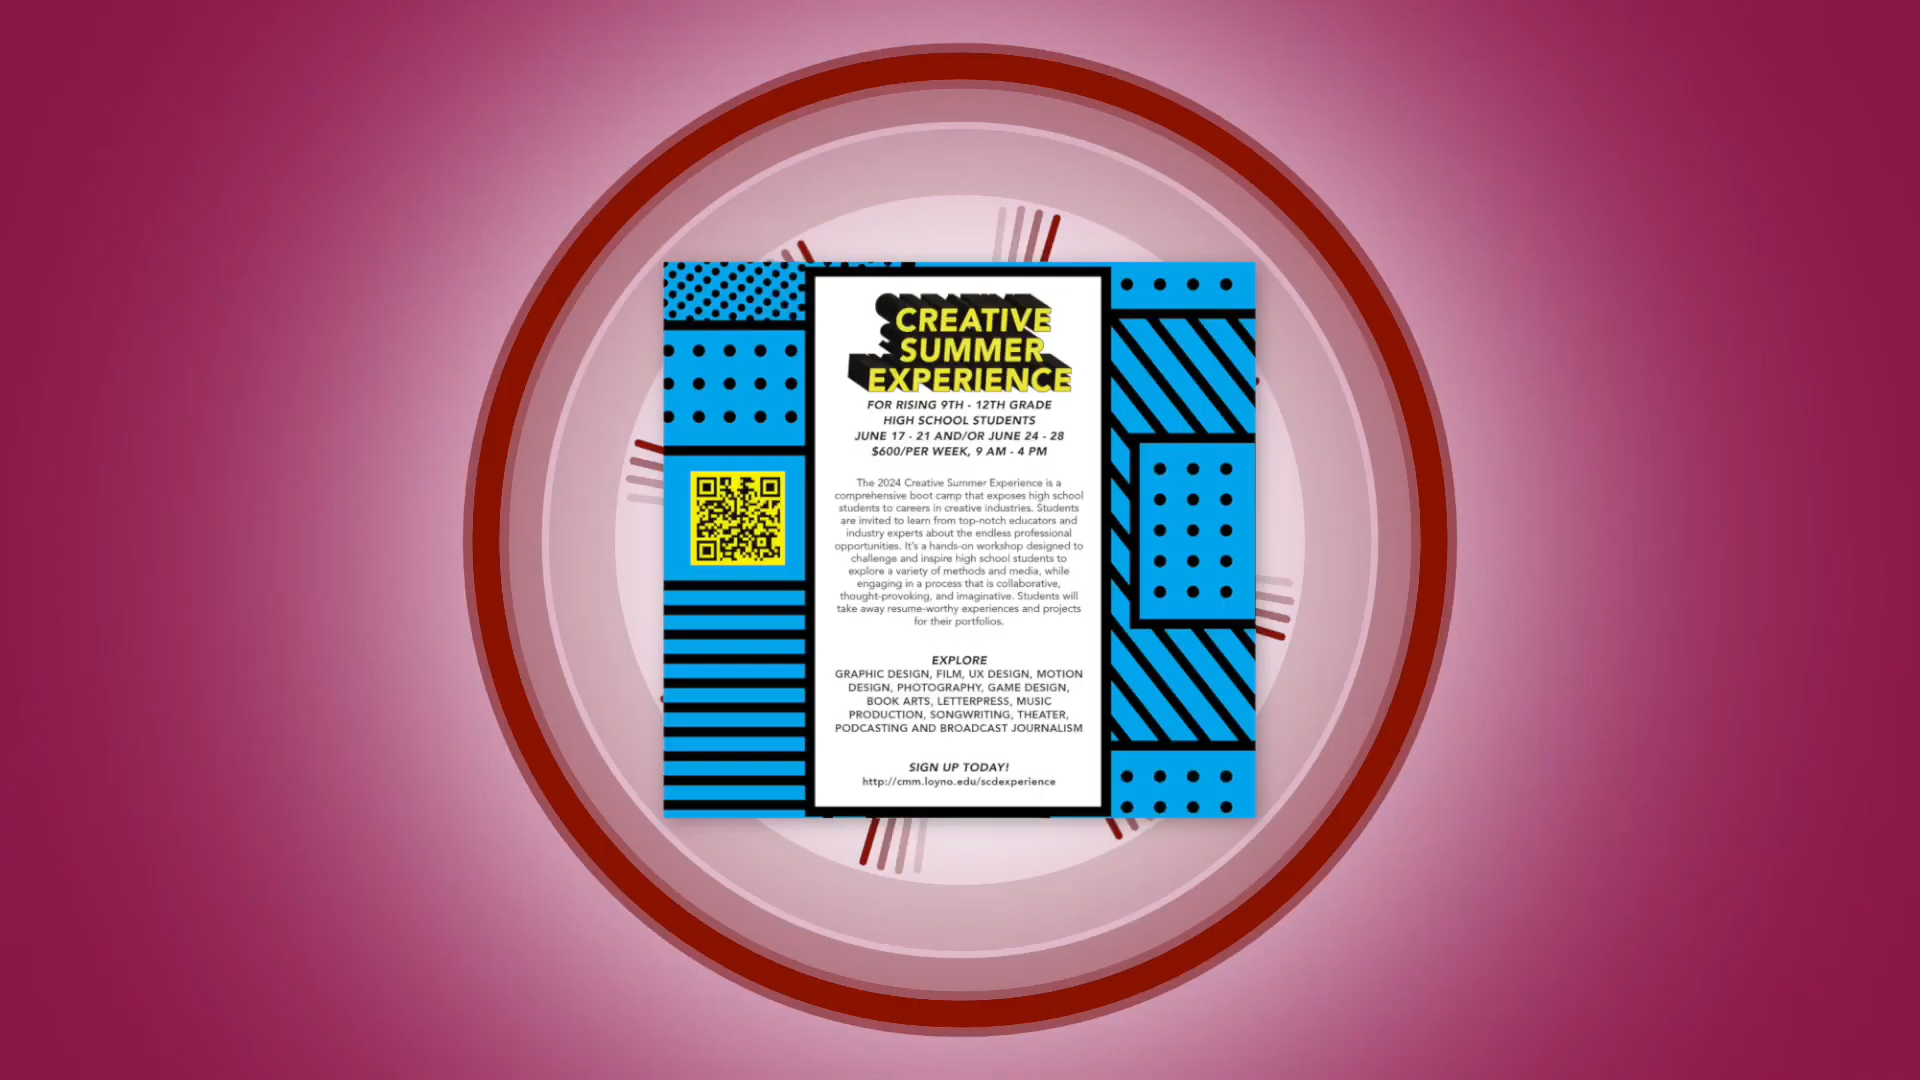 CREATIVE
SUMMER
EXPERIENCE
FOR RISING 9TH - 12TH GRADE
HIGH SCHOOL STUDENTS
JUNE 17 - 21 AND/OR JUNE 24 - 28
$600/PER WEEK, 9 AM - 4 PM
The 2024 Creative Summer Experience is a
comprehensive boot camp that exposes high school
students to careers in creative industries. Students
are invited to learn from top-notch educators and
industry experts about the endless professional
opportunities. It's a hands-on workshop designed to
challenge and inspire high school students to
explore a variety of methods and media, while
engaging in a process that is collaborative,
thought-provoking, and imaginative. Students will
take away resume-worthy experiences and projects
for their portfolios.
EXPLORE
GRAPHIC DESIGN, FILM, UX DESIGN, MOTION
DESIGN, PHOTOGRAPHY, GAME DESIGN,
BOOK ARTS, LETTERPRESS, MUSIC
PRODUCTION, SONGWRITING, THEATER,
PODCASTING AND BROADCAST JOURNALISM
SIGN UP TODAY!
http://cmm.loyno.edu/scdexperience